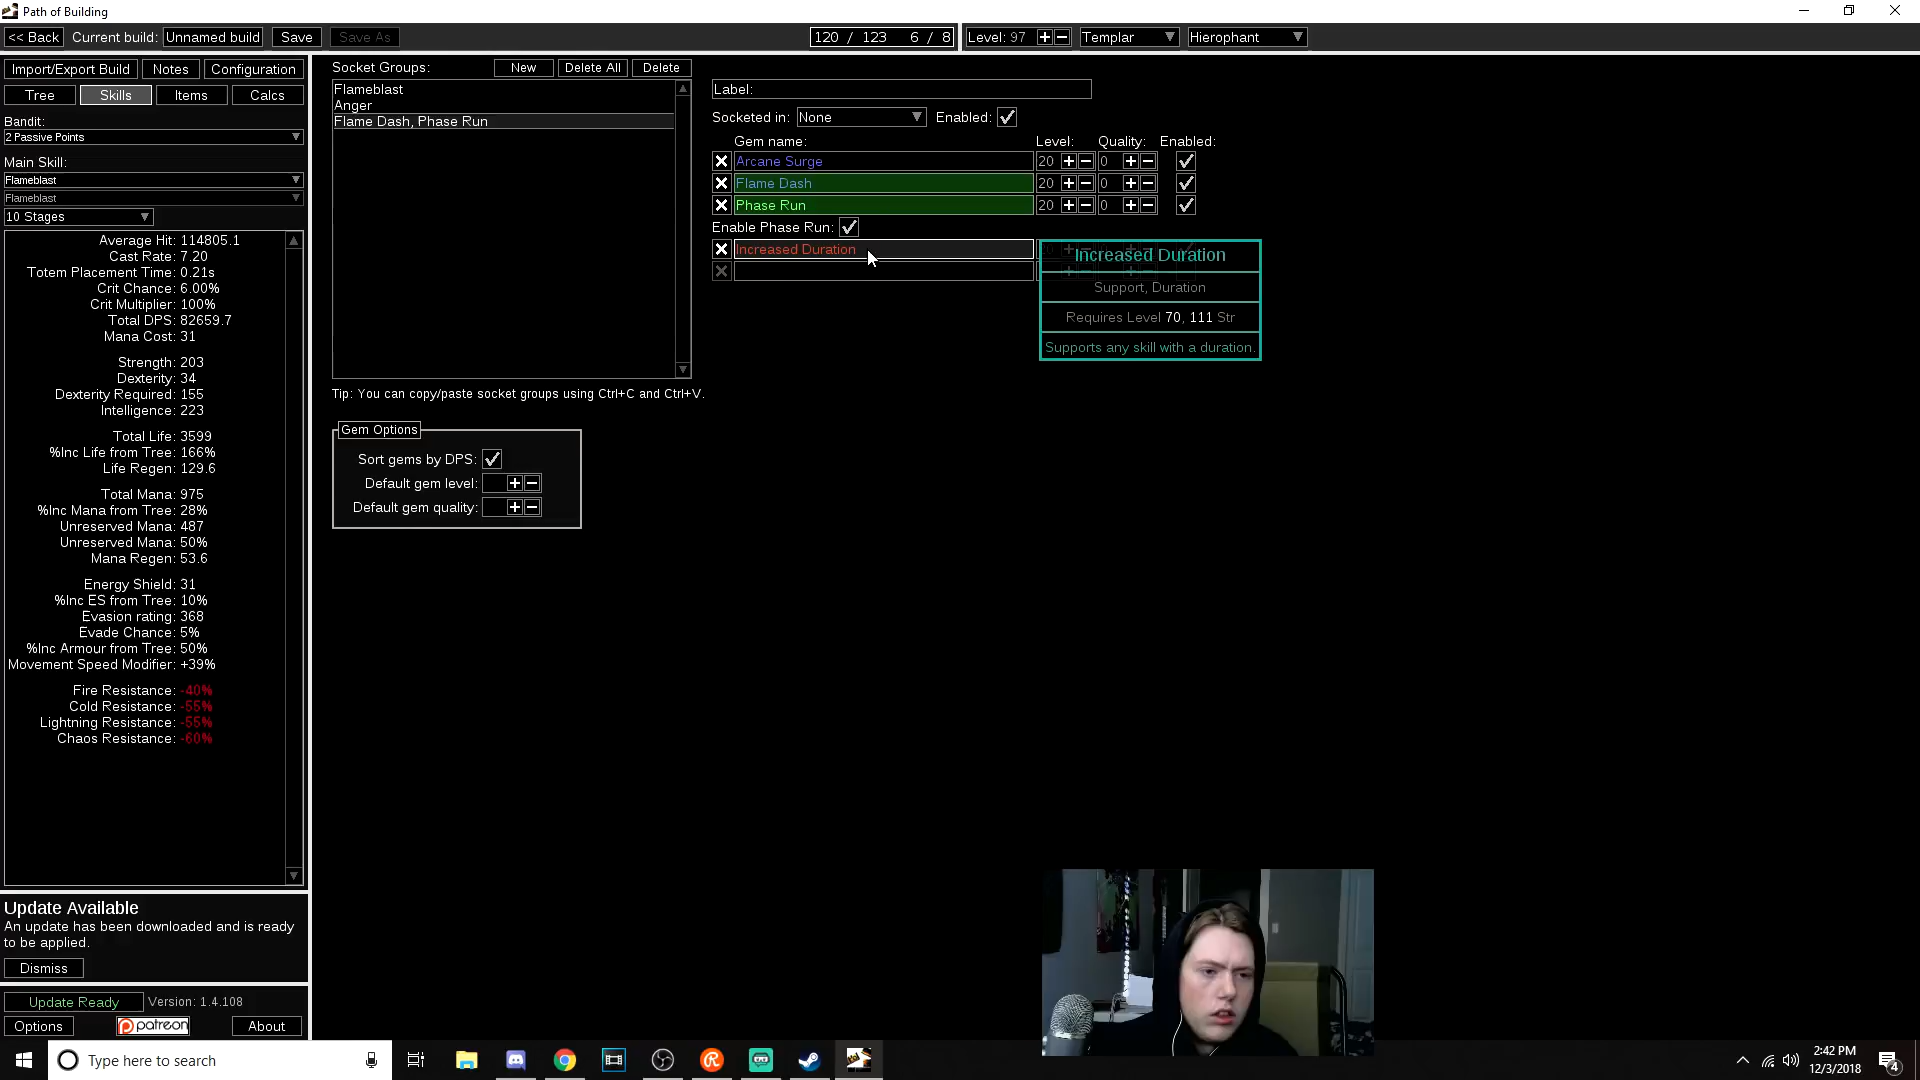 Path of Building
<< Back Current build: Unnamed build Save Save As 120 / 123 6 / 8 Level: 97 + − Templar Hierophant
Import/Export Build Notes Configuration
Tree Skills Items Calcs
Bandit:
2 Passive Points
Main Skill:
Flameblast
Flameblast
10 Stages
Average Hit: 114805.1
Cast Rate: 7.20
Totem Placement Time: 0.21s
Crit Chance: 6.00%
Crit Multiplier: 100%
Total DPS: 82659.7
Mana Cost: 31
Strength: 203
Dexterity: 34
Dexterity Required: 155
Intelligence: 223
Total Life: 3599
%Inc Life from Tree: 166%
Life Regen: 129.6
Total Mana: 975
%Inc Mana from Tree: 28%
Unreserved Mana: 487
Unreserved Mana: 50%
Mana Regen: 53.6
Energy Shield: 31
%Inc ES from Tree: 10%
Evasion rating: 368
Evade Chance: 5%
%Inc Armour from Tree: 50%
Movement Speed Modifier: +39%
Fire Resistance: -40%
Cold Resistance: -55%
Lightning Resistance: -55%
Chaos Resistance: -60%
Update Available
An update has been downloaded and is ready
to be applied.
Dismiss
Update Ready Version: 1.4.108
Options patreon About
Socket Groups: New Delete All Delete
Flameblast
Anger
Flame Dash, Phase Run
Tip: You can copy/paste socket groups using Ctrl+C and Ctrl+V.
Gem Options
Sort gems by DPS:
Default gem level: + −
Default gem quality: + −
Label:
Socketed in: None Enabled:
Gem name: Level: Quality: Enabled:
Arcane Surge 20 + − 0 + −
Flame Dash 20 + − 0 + −
Phase Run 20 + − 0 + −
Enable Phase Run:
Increased Duration
Increased Duration
Support, Duration
Requires Level 70, 111 Str
Supports any skill with a duration.
Type here to search
2:42 PM
12/3/2018
4